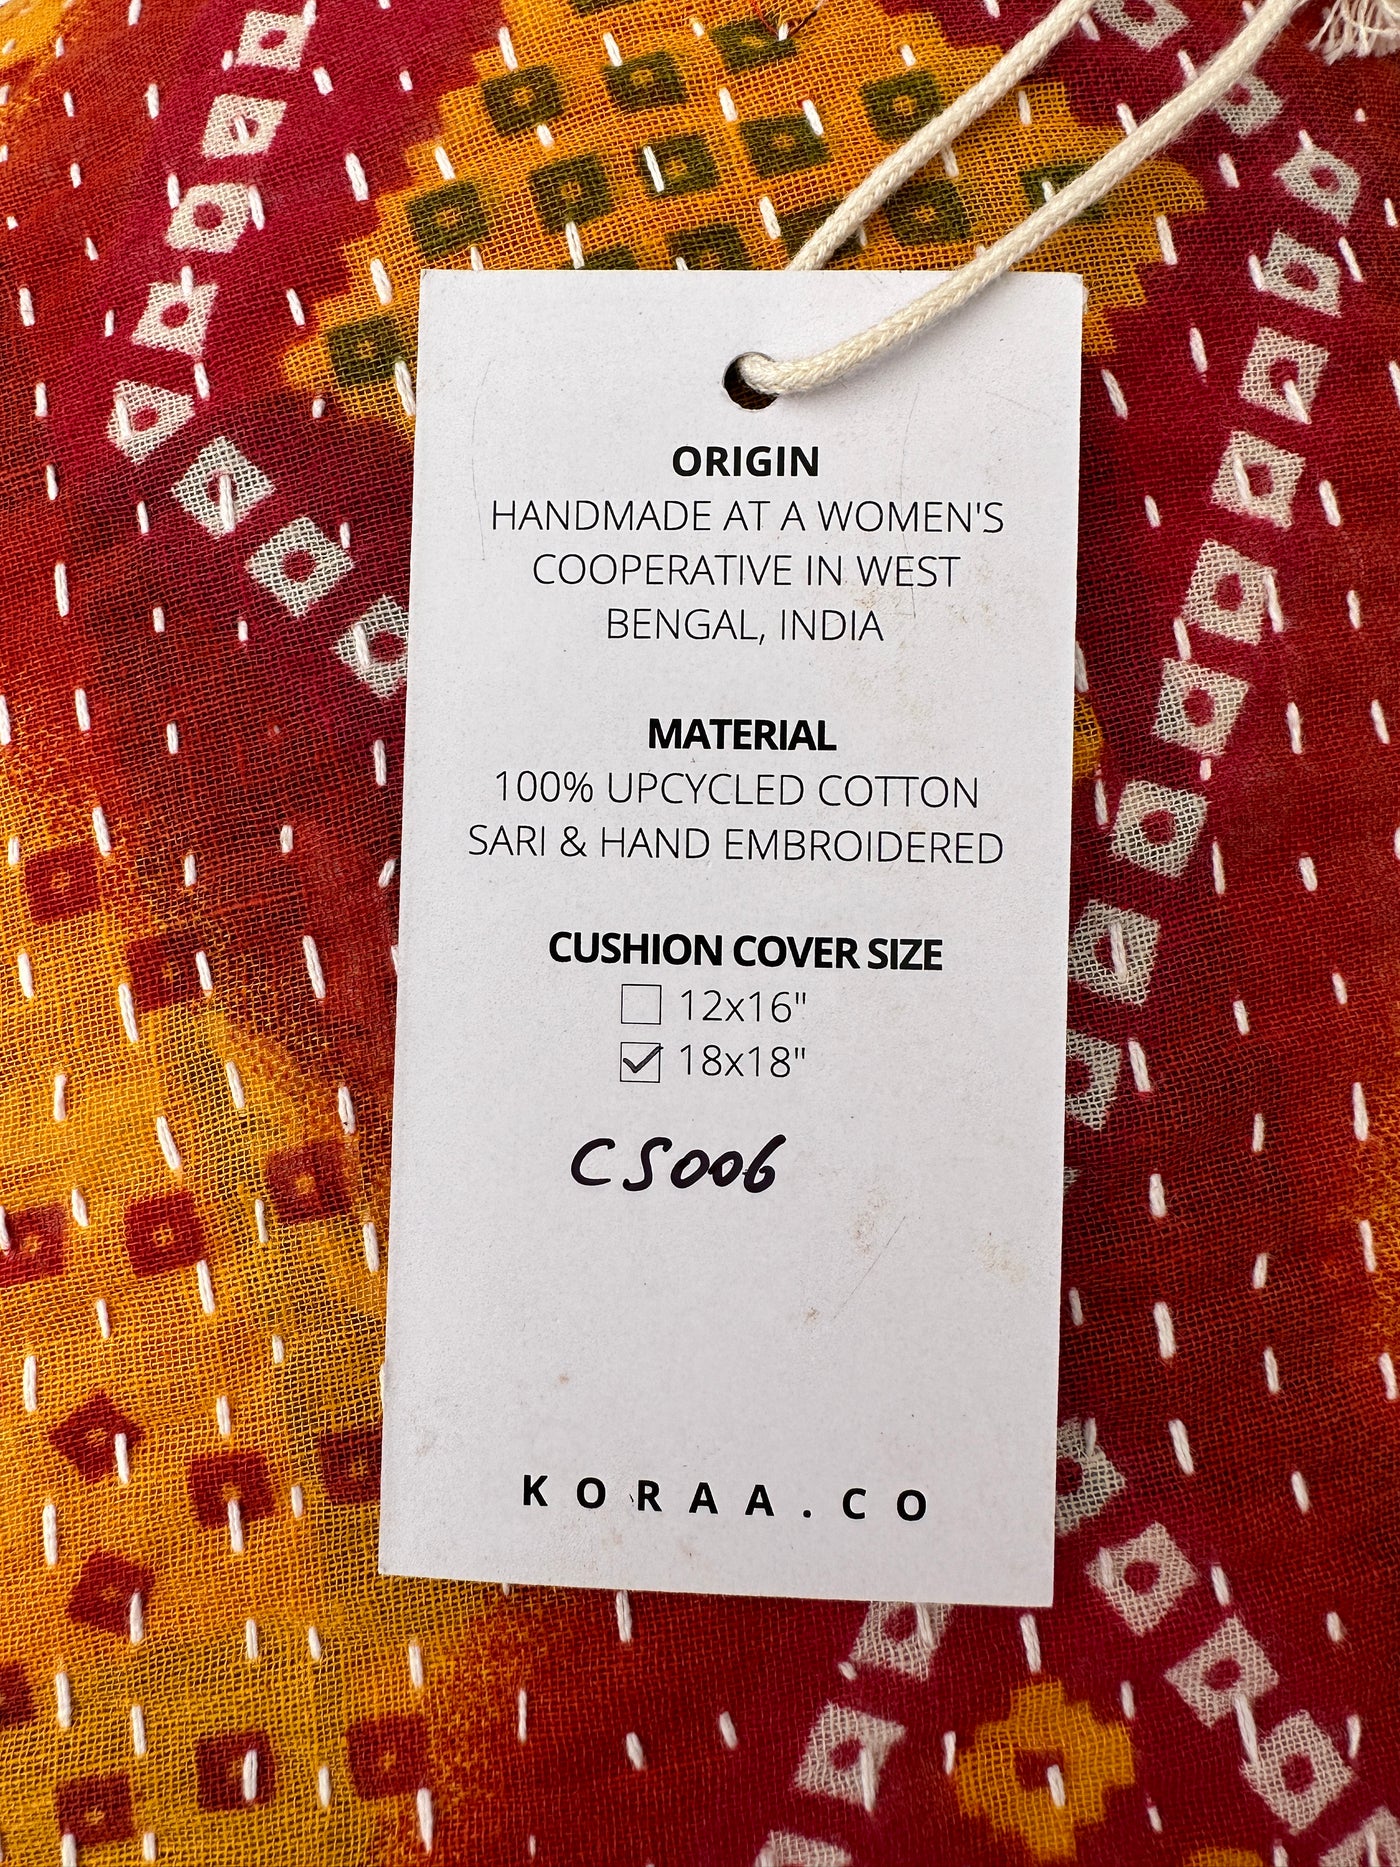 ORIGIN
HANDMADE AT A WOMEN'S
COOPERATIVE IN WEST
BENGAL, INDIA
MATERIAL
100% UPCYCLED COTTON
SARI & HAND EMBROIDERED
CUSHION COVER SIZE
12x16"
18x18"
CS006
KORAA.CO